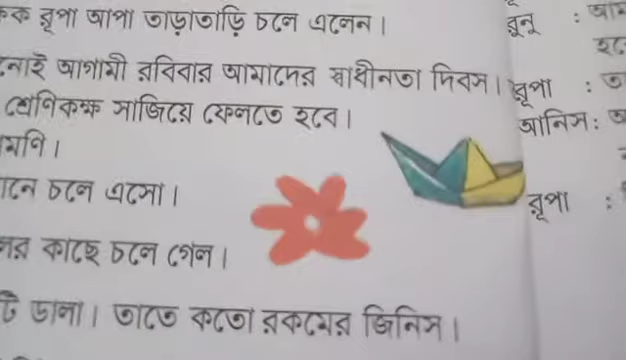 রূপা আপা তাড়াতাড়ি চলে এলেন।
আগামী রবিবার আমাদের স্বাধীনতা দিবস।
শ্রেণিকক্ষ সাজিয়ে ফেলতে হবে।
মণি।
চলে এসো।
কাছে চলে গেল।
টি ডালা। তাতে কতো রকমের জিনিস।
রুনু :
রূপা :
আনিস:
রূপা :